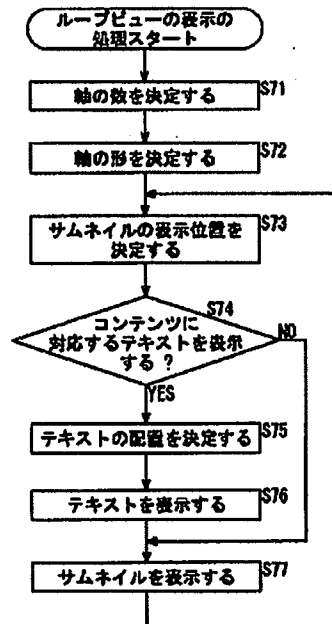 ループビューの表示の
処理スタート
軸の数を決定する
S71
軸の形を決定する
S72
サムネイルの表示位置を
決定する
S73
S74
コンテンツに
対応するテキストを表示
する？
NO
YES
テキストの配置を決定する
S75
テキストを表示する
S76
サムネイルを表示する
S77